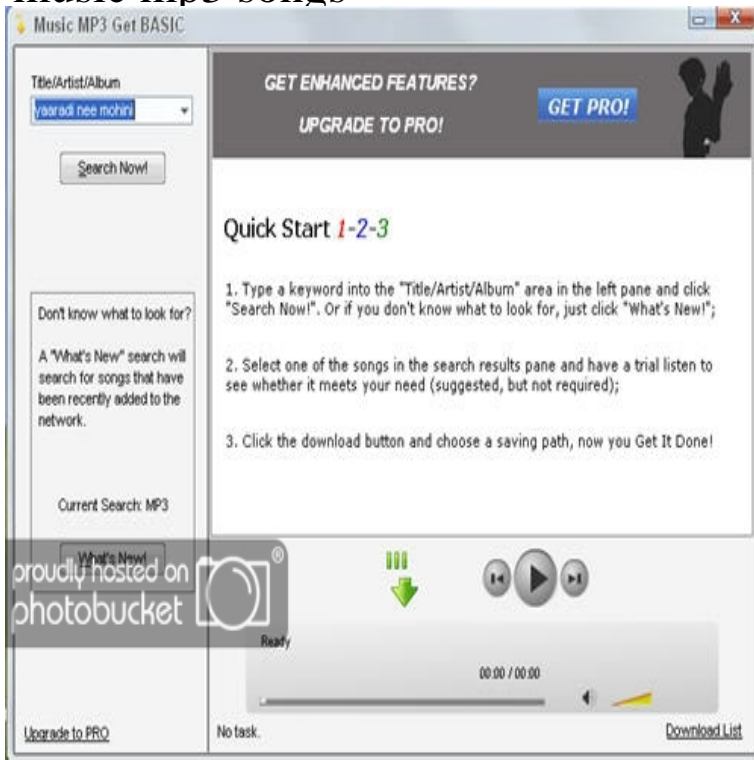 music mp3 songs
Music MP3 Get BASIC
Title/Artist/Album
yaaradi nee mohini
Search Now!
Don't know what to look for?
A "What's New" search will
search for songs that have
been recently added to the
network.
Current Search: MP3
What's New!
Upgrade to PRO
GET ENHANCED FEATURES?
UPGRADE TO PRO!
GET PRO!
Quick Start 1-2-3
1. Type a keyword into the "Title/Artist/Album" area in the left pane and click
"Search Now!". Or if you don't know what to look for, just click "What's New!";
2. Select one of the songs in the search results pane and have a trial listen to
see whether it meets your need (suggested, but not required);
3. Click the download button and choose a saving path, now you Get It Done!
proudly hosted on
photobucket
Ready
00:00 / 00:00
No task.
Download List